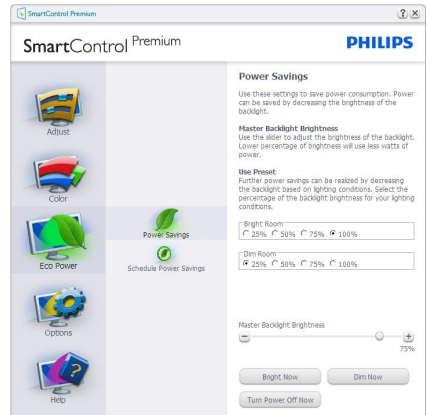 SmartControl Premium
? ×
SmartControl Premium
PHILIPS
Adjust
Color
Eco Power
Options
Help
Power Savings
Schedule Power Savings
Power Savings
Use these settings to save power consumption. Power
can be saved by decreasing the brightness of the
backlight.
Master Backlight Brightness
Use the slider to adjust the brightness of the backlight.
Lower percentage of brightness will use less watts of
power.
Use Preset
Further power savings can be realized by decreasing
the backlight based on lighting conditions. Select the
percentage of the backlight brightness for your lighting
conditions.
Bright Room
25% 50% 75% 100%
Dim Room
25% 50% 75% 100%
Master Backlight Brightness
75%
Bright Now Dim Now
Turn Power Off Now